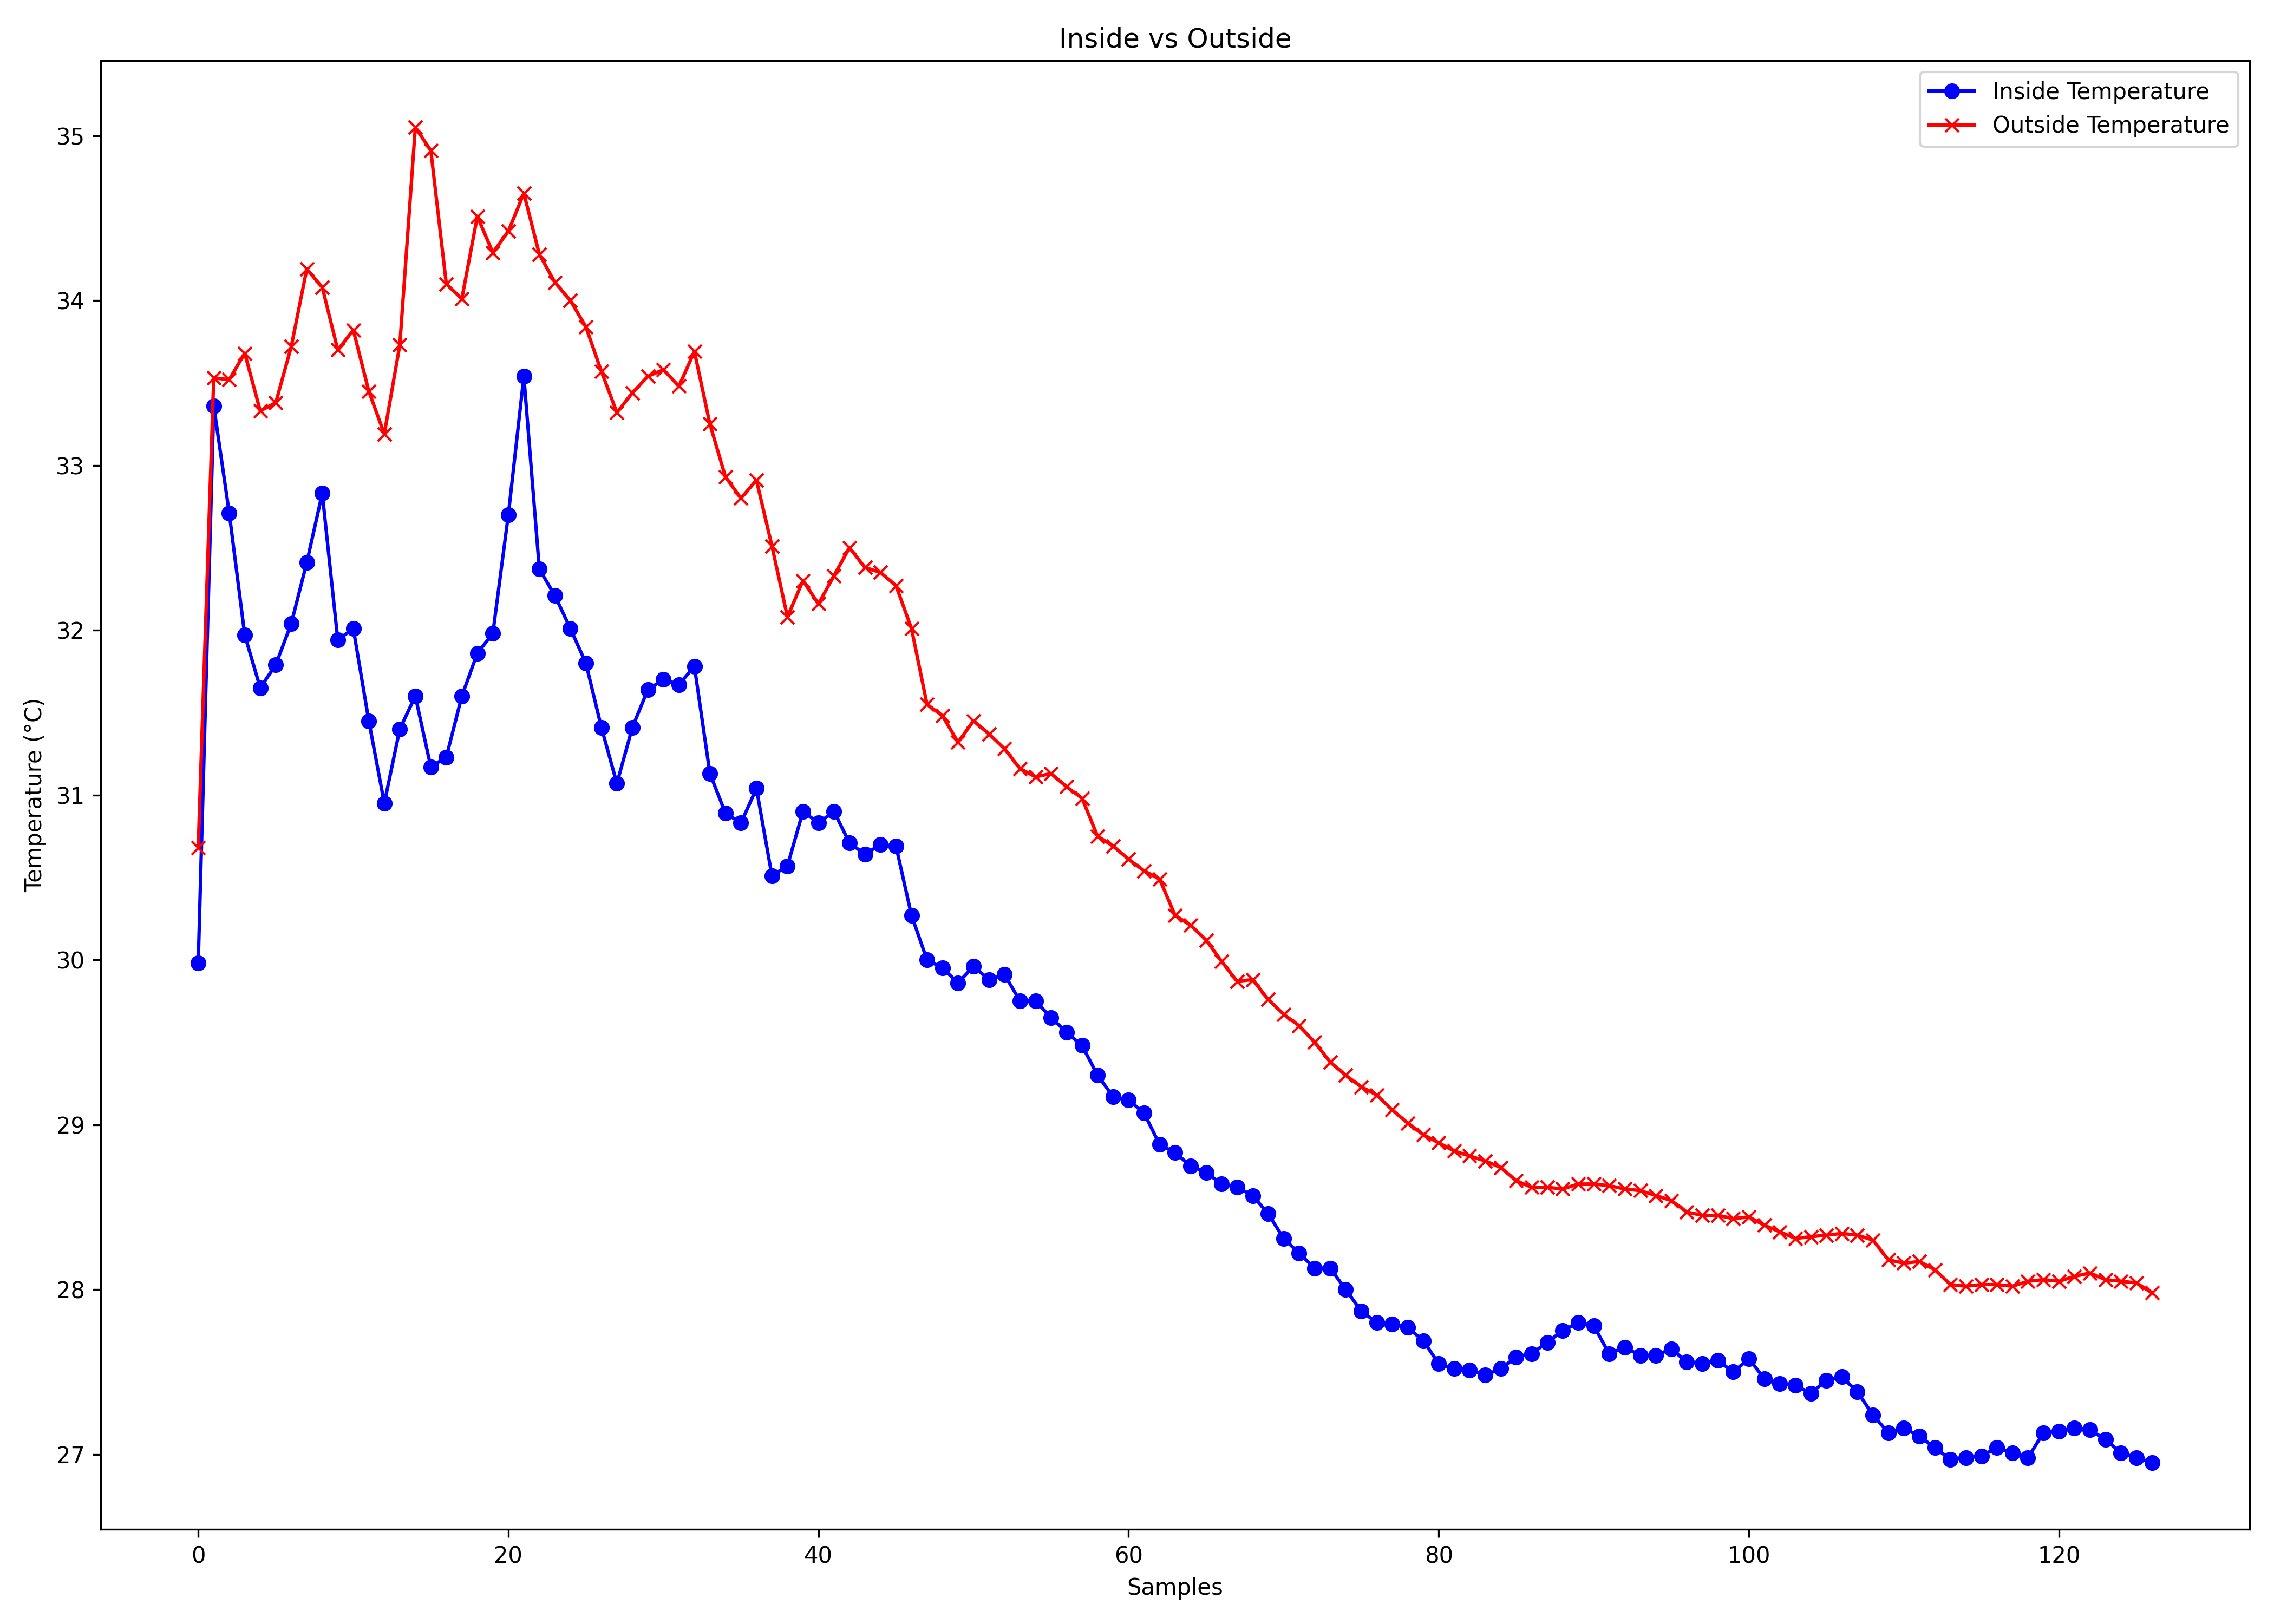 Inside vs Outside
Inside Temperature
Outside Temperature
35
34
33
32
31
30
29
28
27
Temperature (°C)
0 20 40 60 80 100 120
Samples